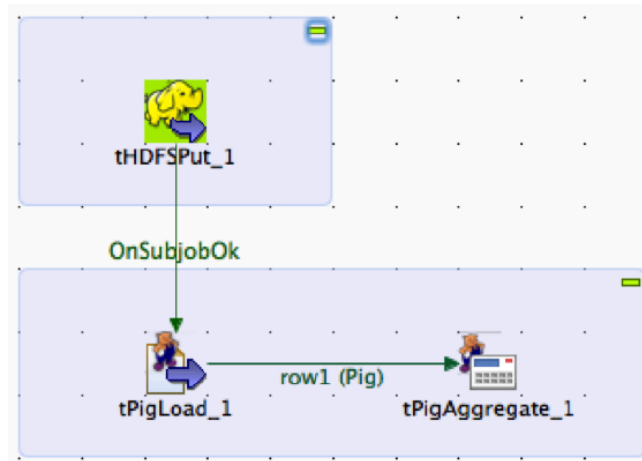 tHDFSPut_1
OnSubjobOk
row1 (Pig)
tPigLoad_1
tPigAggregate_1